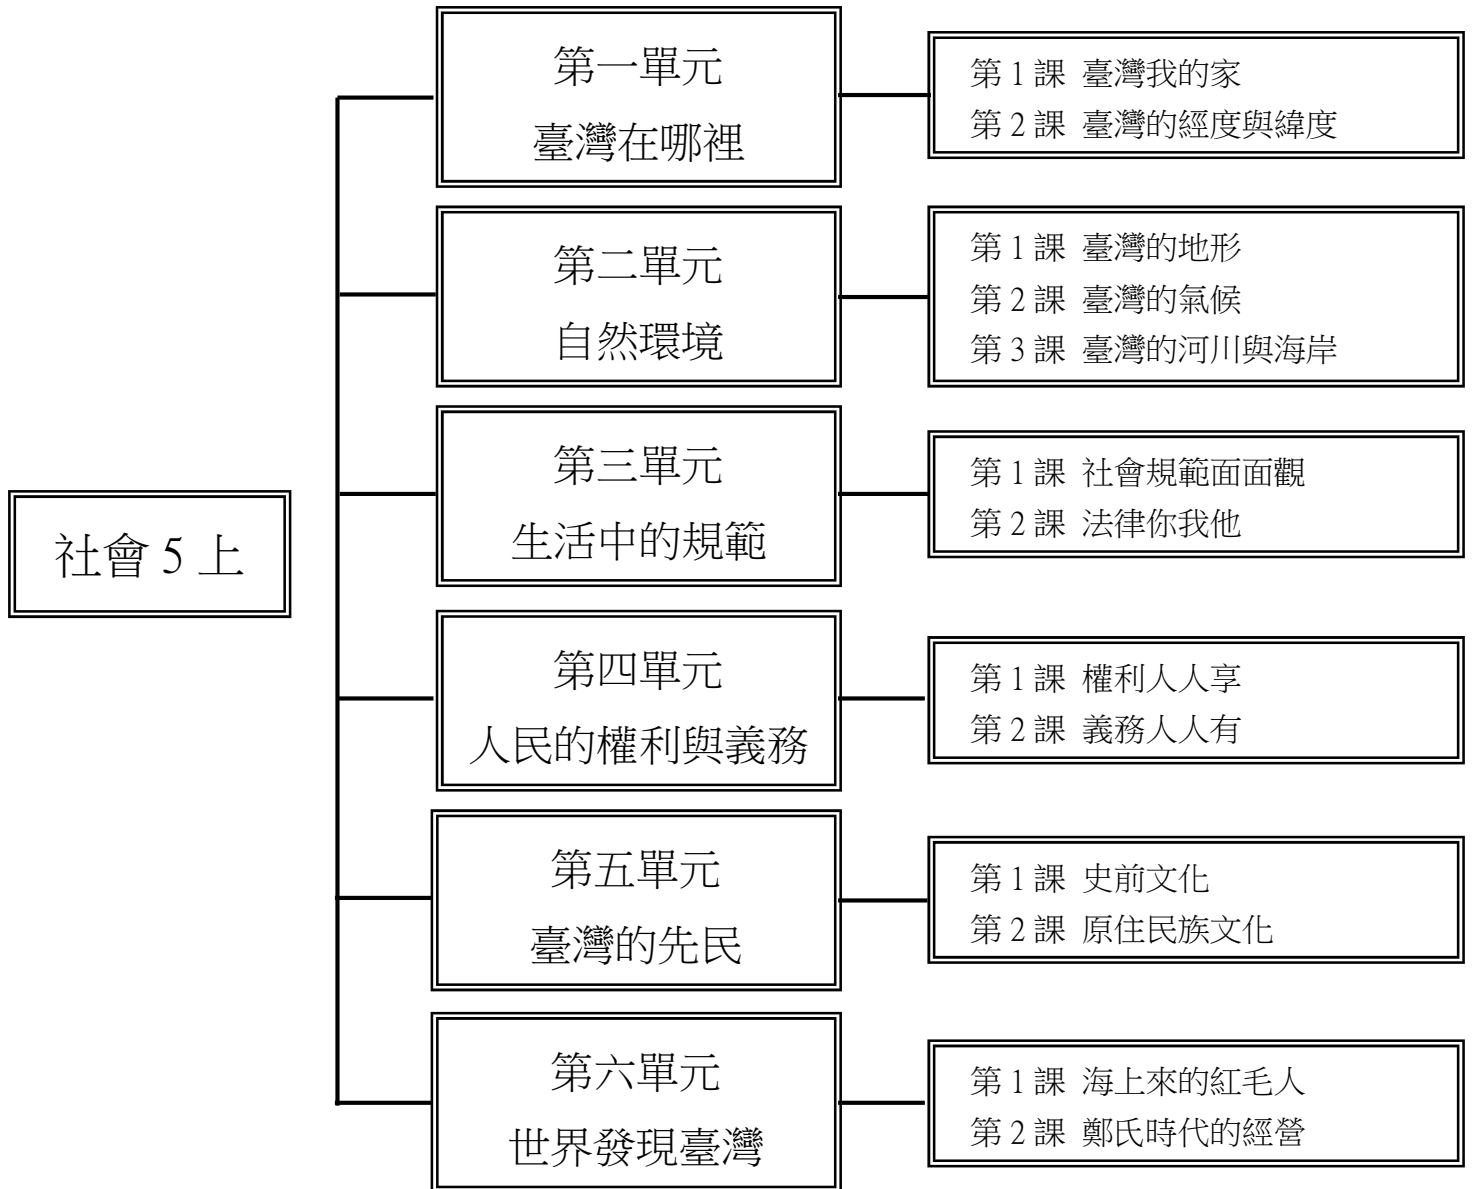 社會 5 上
第一單元
臺灣在哪裡
第 1 課 臺灣我的家
第 2 課 臺灣的經度與緯度
第二單元
自然環境
第 1 課 臺灣的地形
第 2 課 臺灣的氣候
第 3 課 臺灣的河川與海岸
第三單元
生活中的規範
第 1 課 社會規範面面觀
第 2 課 法律你我他
第四單元
人民的權利與義務
第 1 課 權利人人享
第 2 課 義務人人有
第五單元
臺灣的先民
第 1 課 史前文化
第 2 課 原住民族文化
第六單元
世界發現臺灣
第 1 課 海上來的紅毛人
第 2 課 鄭氏時代的經營